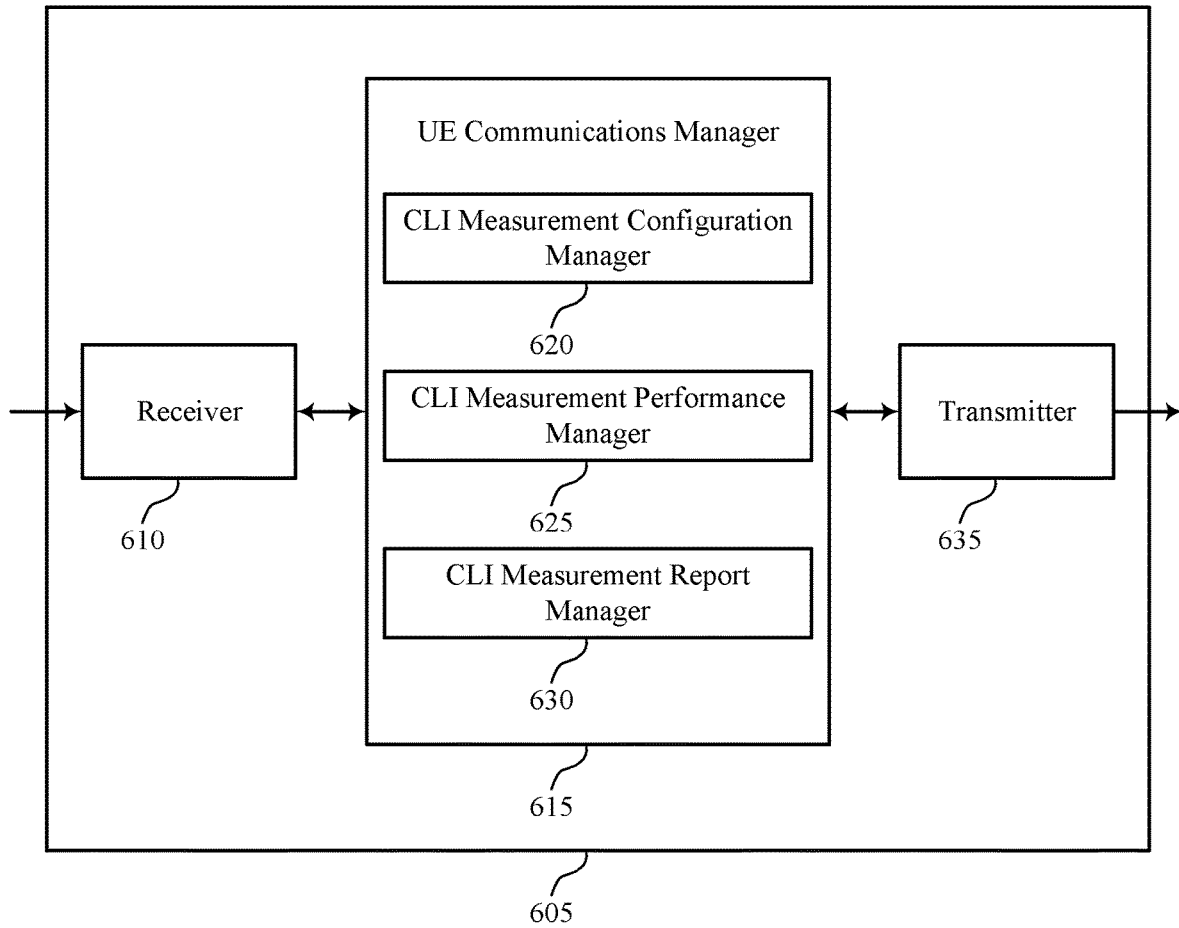 UE Communications Manager
CLI Measurement Configuration
Manager
620
Receiver
610
CLI Measurement Performance
Manager
625
Transmitter
635
CLI Measurement Report
Manager
630
615
605